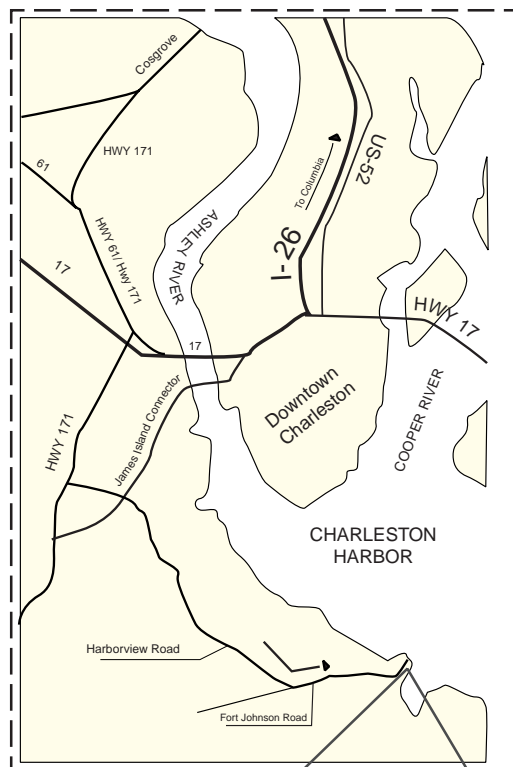 Cosgrove
HWY 171
61
HWY 61/ Hwy 171
17
ASHLEY RIVER
To Columbia
US-52
I- 26
HWY 17
17
Downtown
Charleston
COOPER RIVER
James Island Connector
HWY 171
CHARLESTON
HARBOR
Harborview Road
Fort Johnson Road